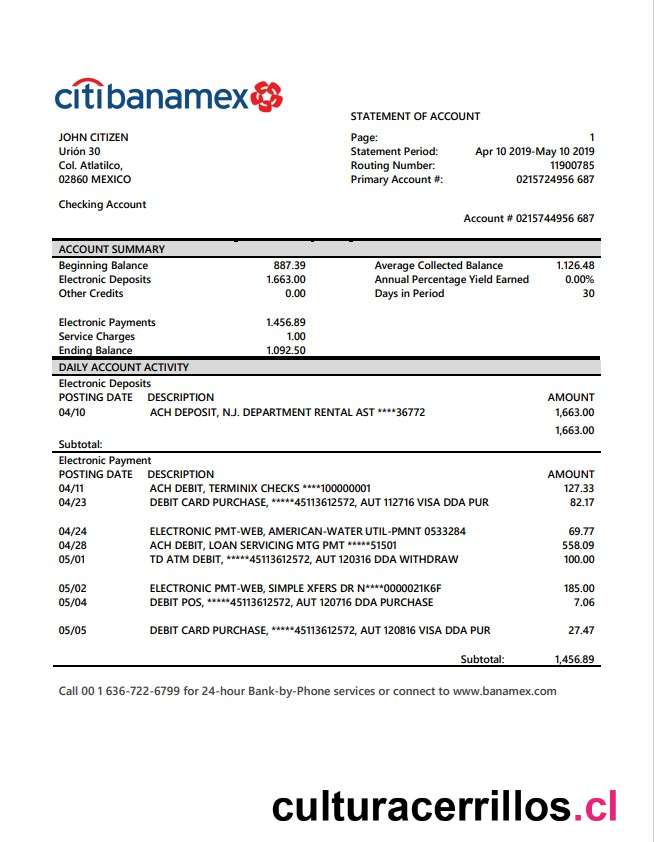 citibanamex
STATEMENT OF ACCOUNT
JOHN CITIZEN
Urión 30
Col. Atlatilco,
02860 MEXICO
Page: 1
Statement Period: Apr 10 2019-May 10 2019
Routing Number: 11900785
Primary Account #: 0215724956 687
Checking Account
Account # 0215744956 687
ACCOUNT SUMMARY
Beginning Balance 887.39 Average Collected Balance 1.126.48
Electronic Deposits 1.663.00 Annual Percentage Yield Earned 0.00%
Other Credits 0.00 Days in Period 30
Electronic Payments 1.456.89
Service Charges 1.00
Ending Balance 1.092.50
DAILY ACCOUNT ACTIVITY
Electronic Deposits
POSTING DATE DESCRIPTION AMOUNT
04/10 ACH DEPOSIT, N.J. DEPARTMENT RENTAL AST ****36772 1,663.00
1,663.00
Subtotal:
Electronic Payment
POSTING DATE DESCRIPTION AMOUNT
04/11 ACH DEBIT, TERMINIX CHECKS ****100000001 127.33
04/23 DEBIT CARD PURCHASE, *****45113612572, AUT 112716 VISA DDA PUR 82.17
04/24 ELECTRONIC PMT-WEB, AMERICAN-WATER UTIL-PMNT 0533284 69.77
04/28 ACH DEBIT, LOAN SERVICING MTG PMT *****51501 558.09
05/01 TD ATM DEBIT, *****45113612572, AUT 120316 DDA WITHDRAW 100.00
05/02 ELECTRONIC PMT-WEB, SIMPLE XFERS DR N****0000021K6F 185.00
05/04 DEBIT POS, *****45113612572, AUT 120716 DDA PURCHASE 7.06
05/05 DEBIT CARD PURCHASE, *****45113612572, AUT 120816 VISA DDA PUR 27.47
Subtotal: 1,456.89
Call 00 1 636-722-6799 for 24-hour Bank-by-Phone services or connect to www.banamex.com
culturacerrillos.cl